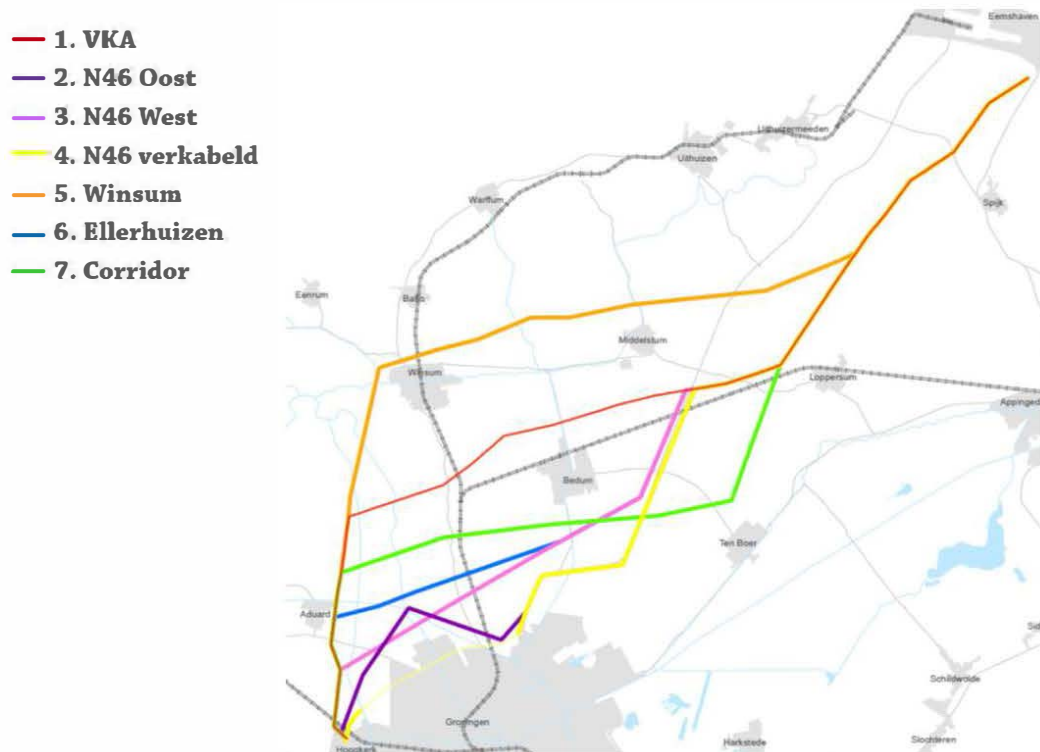 1. VKA
2. N46 Oost
3. N46 West
4. N46 verkabeld
5. Winsum
6. Ellerhuizen
7. Corridor
Eemshaven
Uithuizermeeden
Uithuizen
Warffum
Spijk
Eenrum
Baflo
Middelstum
Winsum
Loppersum
Appinged
Bedum
Ten Boer
Aduard
Schildwolde
Groningen
Hoogkerk
Harkstede
Slochteren